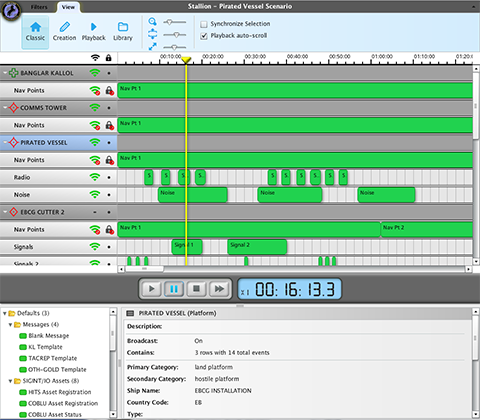 Stallion – Pirated Vessel Scenario
Filters View
Classic Creation Playback Library
Synchronize Selection
Playback auto-scroll
00:10:00 00:20:00 00:30:00 00:40:00 00:50:00 01:00:00 01:10:00 01:20
BANGLAR KALLOL
Nav Points Nav Pt 1
COMMS TOWER
Nav Points Nav Pt 1
PIRATED VESSEL
Nav Points Nav Pt 1
Radio S S S S S S S S S
Noise Noise Noise Noise
EBCG CUTTER 2
Nav Points Nav Pt 1 Nav Pt 2
Signals Signal 1 Signal 2
Signals 2
x 1 00:16:13.3
Defaults (3)
Messages (4)
Blank Message
KL Template
TACREP Template
OTH-GOLD Template
SIGINT/IO Assets (8)
HITS Asset Registration
COBLU Asset Registration
COBLU Asset Status
PIRATED VESSEL (Platform)
Description:
Broadcast: On
Contains: 3 rows with 14 total events
Primary Category: land platform
Secondary Category: hostile platform
Ship Name: EBCG INSTALLATION
Country Code: EB
Type: